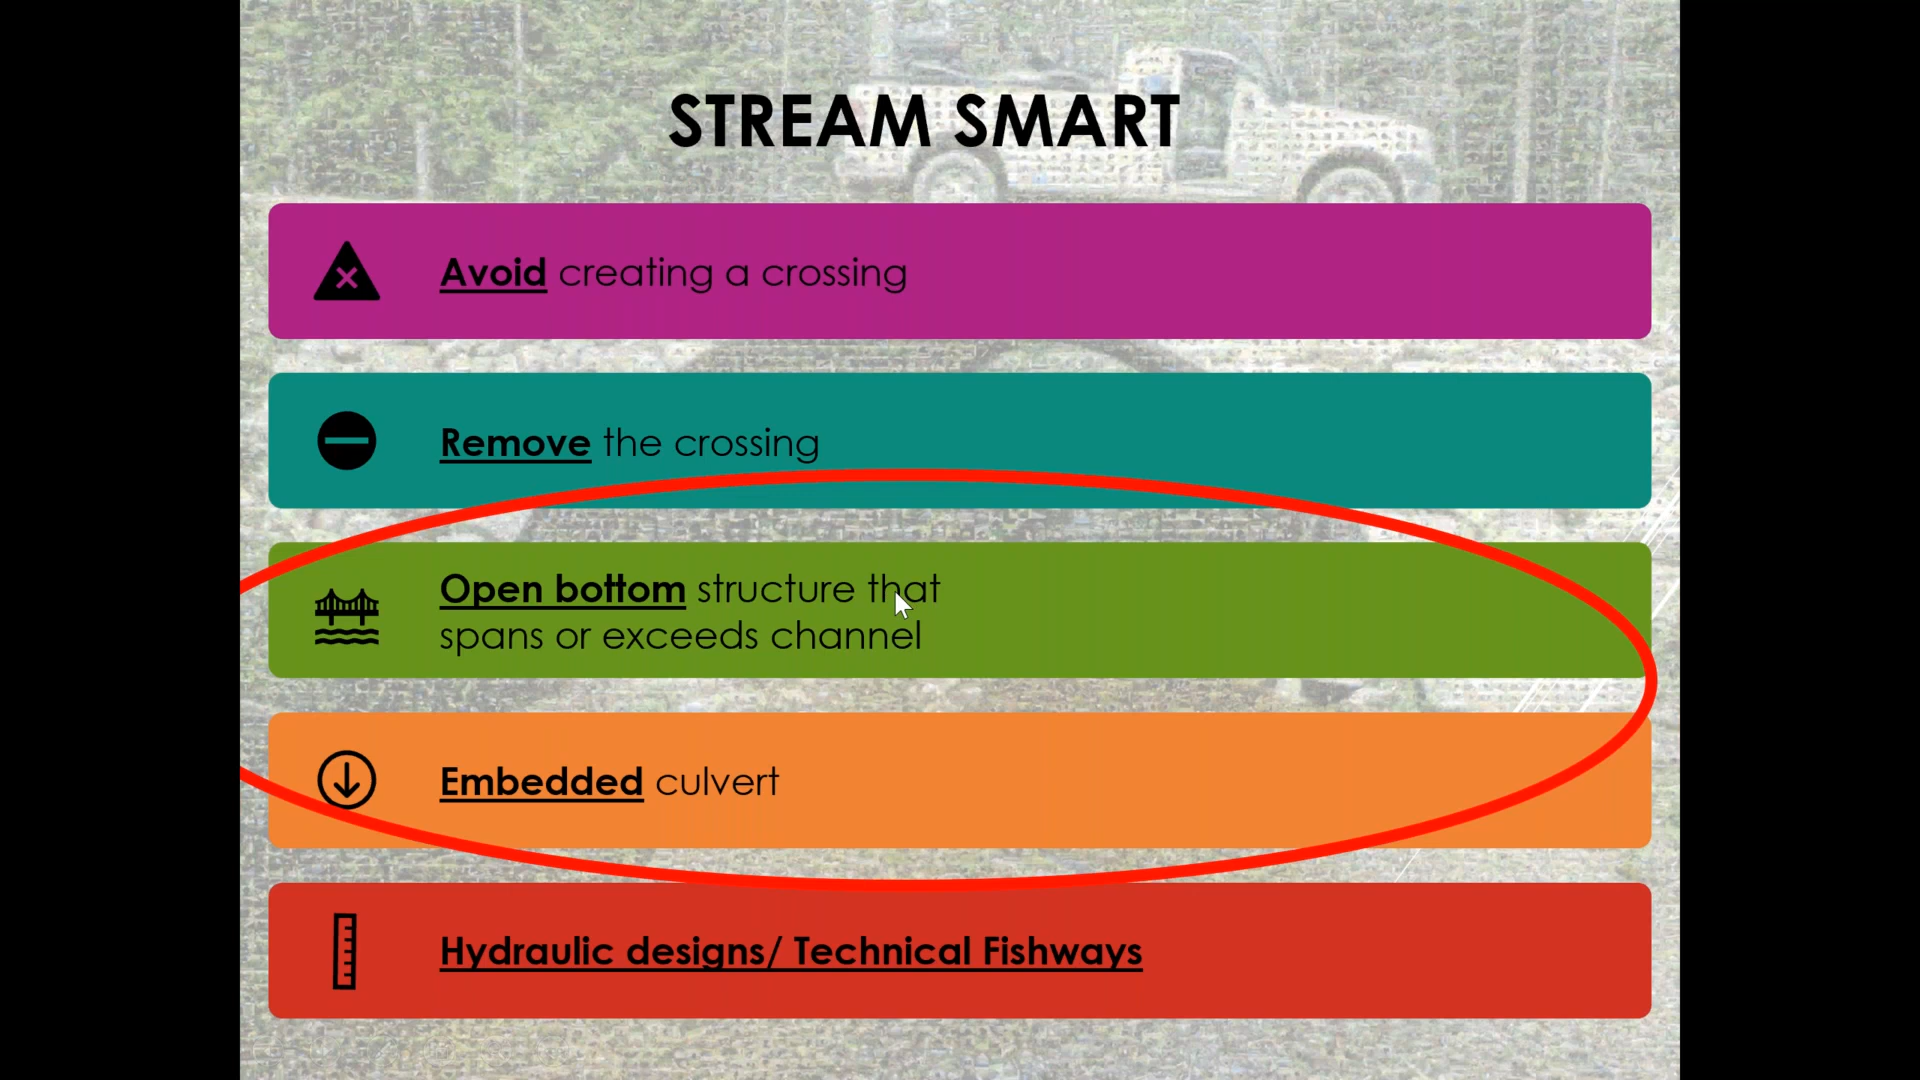 STREAM SMART
Avoid creating a crossing
Remove the crossing
Open bottom structure that
spans or exceeds channel
Embedded culvert
Hydraulic designs/ Technical Fishways